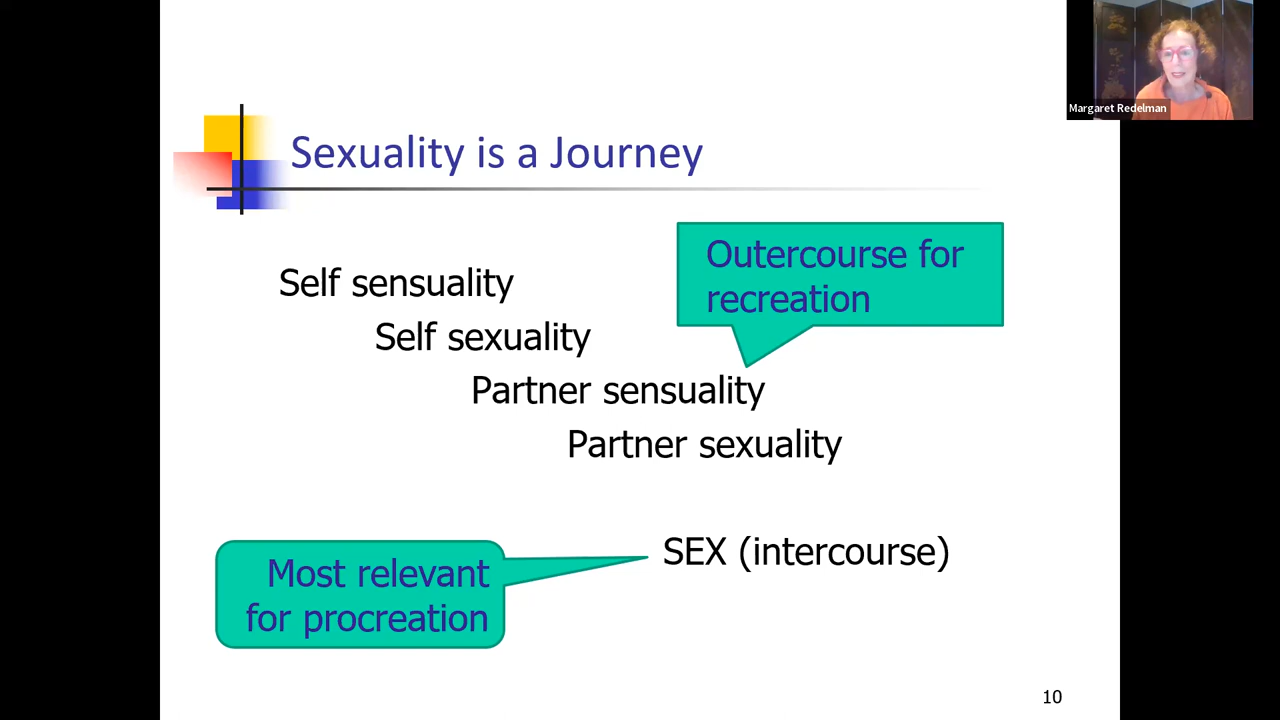 Margaret Redelman
Sexuality is a Journey
Outercourse for
recreation
Self sensuality
Self sexuality
Partner sensuality
Partner sexuality
SEX (intercourse)
Most relevant
for procreation
10